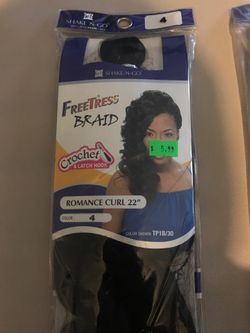 SHAKE-N-GO
4
SHAKE-N-GO
FREETRESS
BRAID
Crochet
& LATCH HOOK
$ 5.99
ROMANCE CURL 22"
COLOR 4
COLOR SHOWN TP1B/30